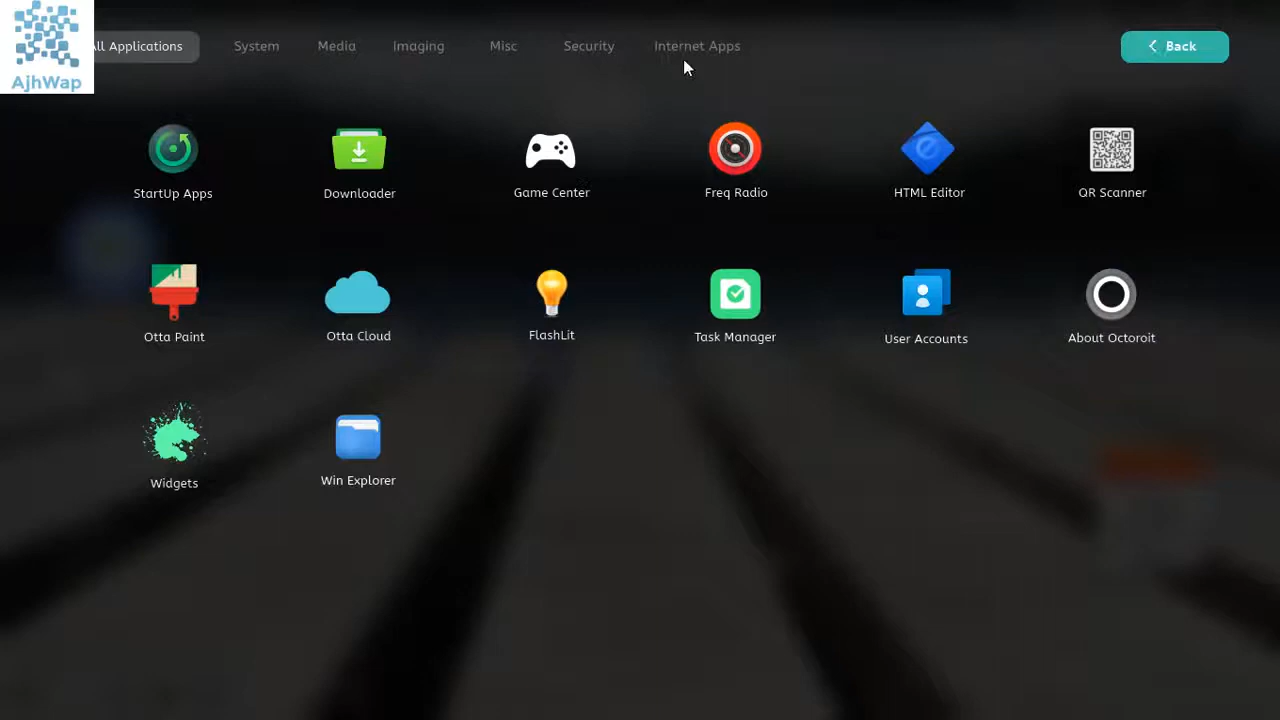 AjhWap
All Applications System Media Imaging Misc Security Internet Apps Back
StartUp Apps Downloader Game Center Freq Radio HTML Editor QR Scanner
Otta Paint Otta Cloud FlashLit Task Manager User Accounts About Octoroit
Widgets Win Explorer